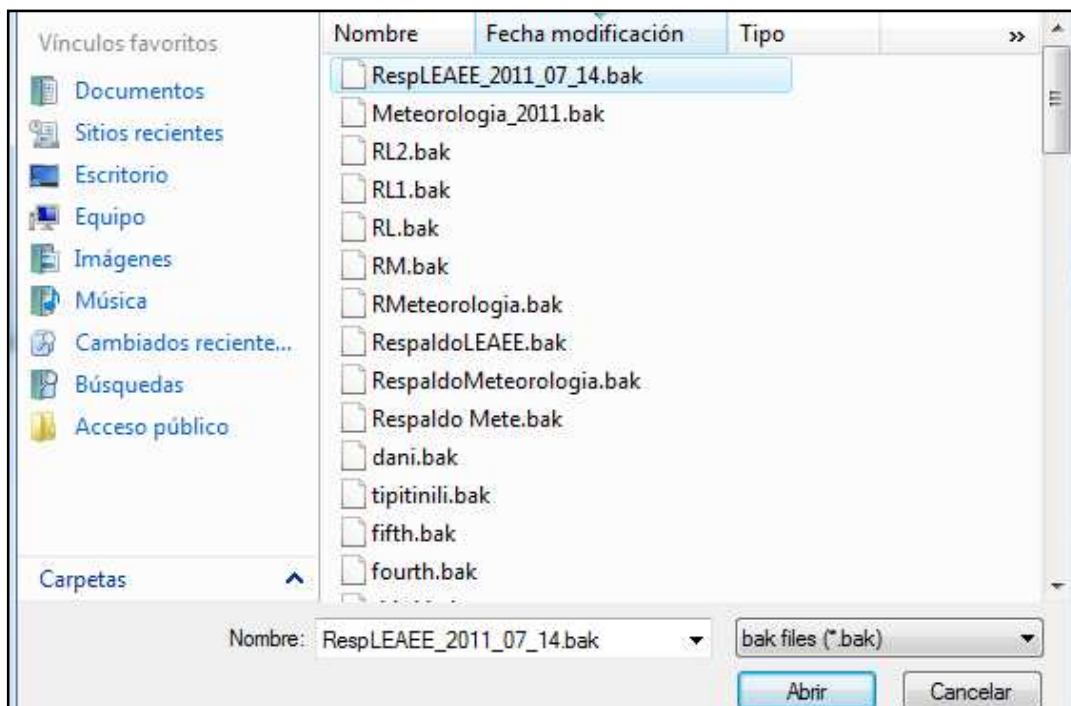 Vínculos favoritos
Documentos
Sitios recientes
Escritorio
Equipo
Imágenes
Música
Cambiados reciente...
Búsquedas
Acceso público
Carpetas
Nombre Fecha modificación Tipo »
RespLEAEE_2011_07_14.bak
Meteorologia_2011.bak
RL2.bak
RL1.bak
RL.bak
RM.bak
RMeteorologia.bak
RespaldoLEAEE.bak
RespaldoMeteorologia.bak
Respaldo Mete.bak
dani.bak
tipitinili.bak
fifth.bak
fourth.bak
Nombre: RespLEAEE_2011_07_14.bak
bak files (*.bak)
Abrir Cancelar